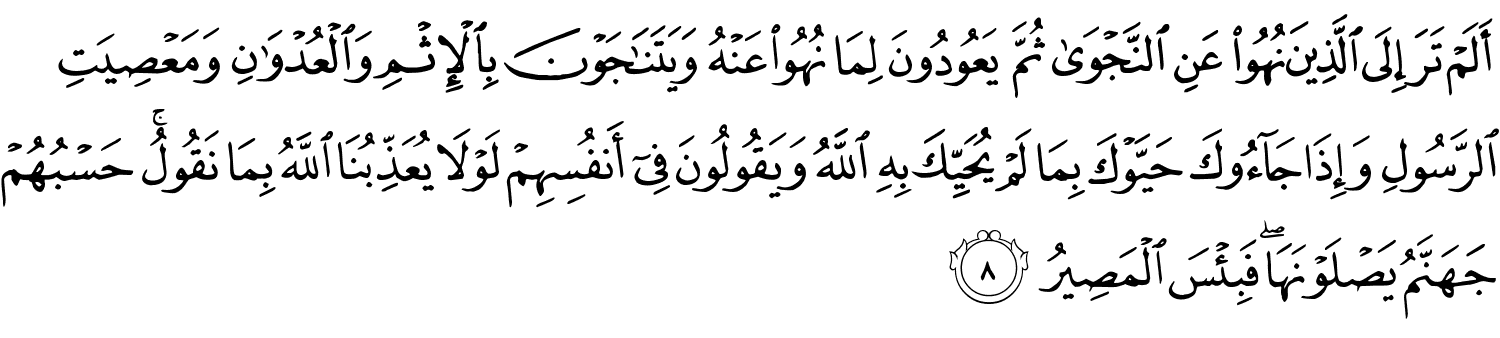 أَلَمۡ تَرَ إِلَى ٱلَّذِينَ نُهُواْ عَنِ ٱلنَّجۡوَىٰ ثُمَّ يَعُودُونَ لِمَا نُهُواْ عَنۡهُ وَيَتَنَٰجَوۡنَ بِٱلۡإِثۡمِ وَٱلۡعُدۡوَٰنِ وَمَعۡصِيَتِ
ٱلرَّسُولِ وَإِذَا جَآءُوكَ حَيَّوۡكَ بِمَا لَمۡ يُحَيِّكَ بِهِ ٱللَّهُ وَيَقُولُونَ فِيٓ أَنفُسِهِمۡ لَوۡلَا يُعَذِّبُنَا ٱللَّهُ بِمَا نَقُولُۚ حَسۡبُهُمۡ
جَهَنَّمُ يَصۡلَوۡنَهَاۖ فَبِئۡسَ ٱلۡمَصِيرُ ٨